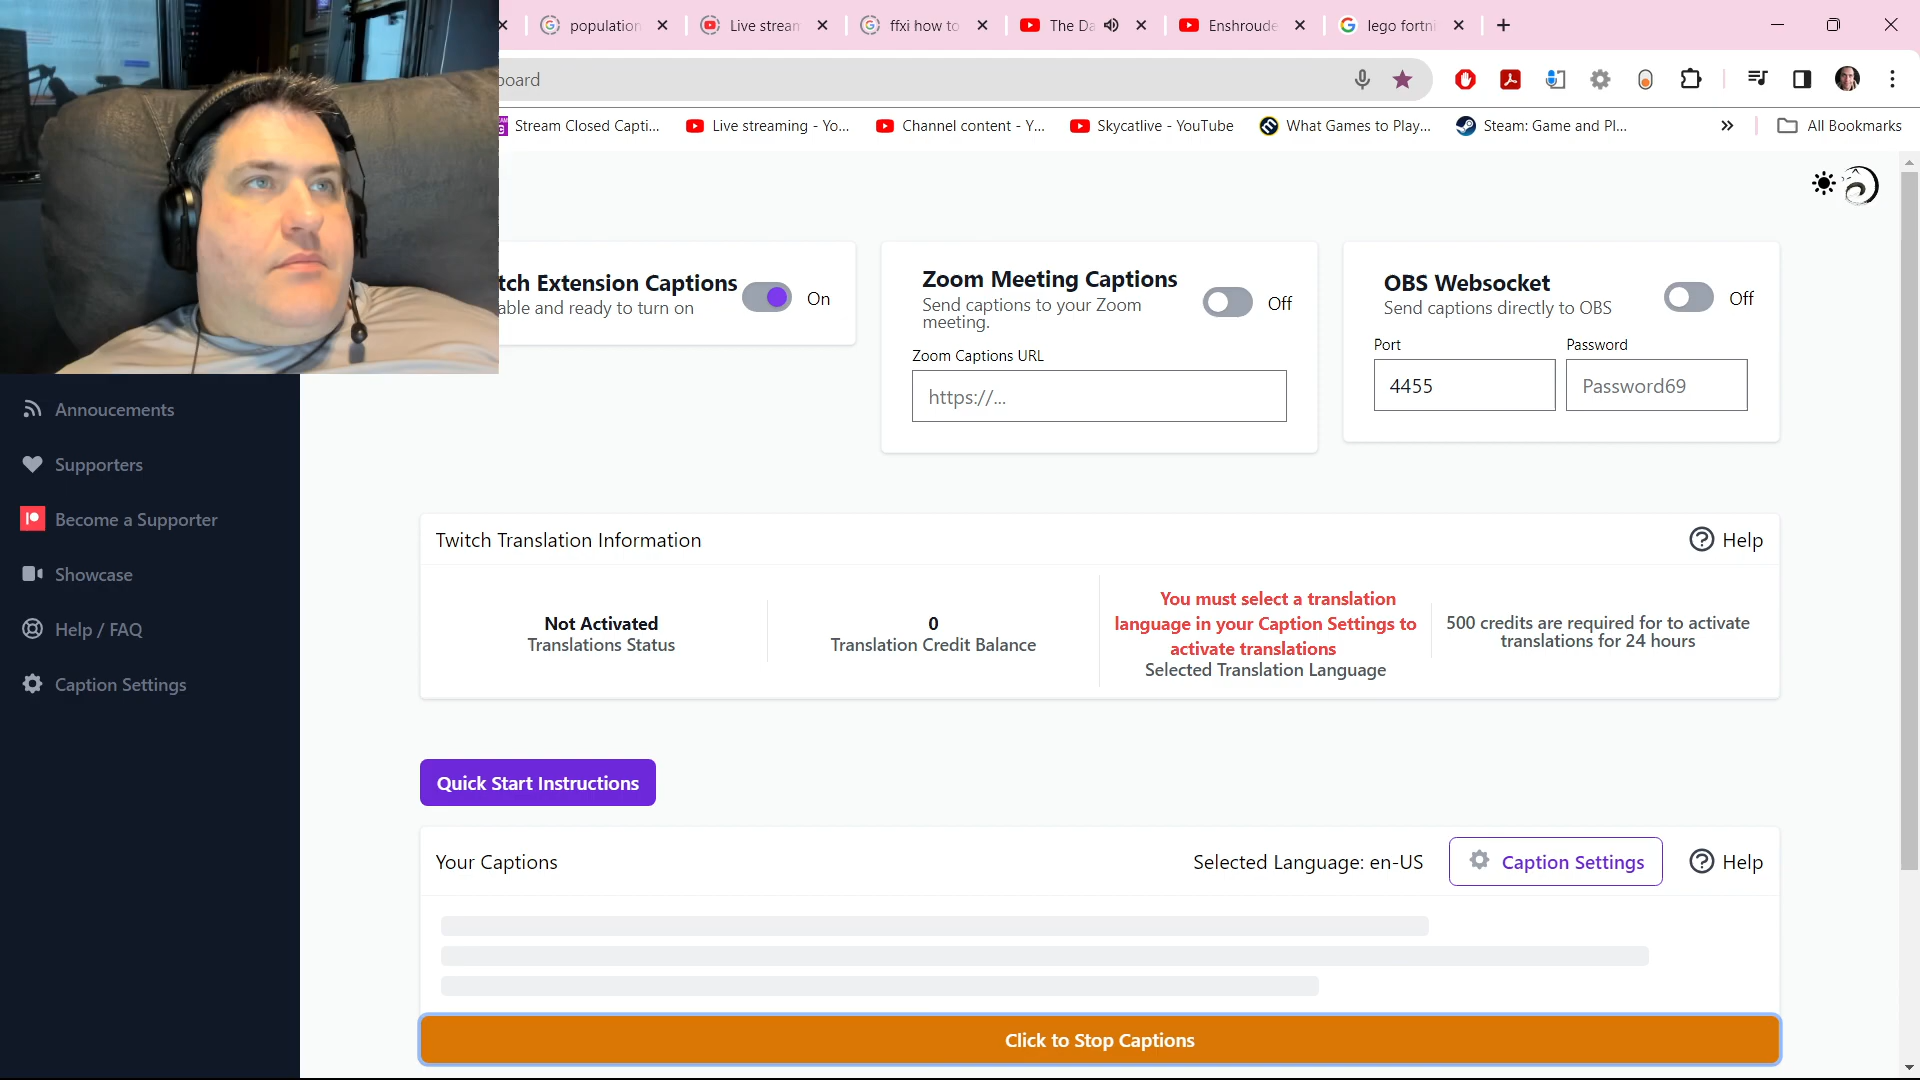 population
Live stream
ffxi how to
The Da
Enshroude
lego fortni
board
Stream Closed Capti...
Live streaming - Yo...
Channel content - Y...
Skycatlive - YouTube
What Games to Play...
Steam: Game and Pl...
All Bookmarks
tch Extension Captions
able and ready to turn on
On
Zoom Meeting Captions
Send captions to your Zoom
meeting.
Off
Zoom Captions URL
https://...
OBS Websocket
Send captions directly to OBS
Off
Port
Password
4455
Password69
Annoucements
Supporters
Become a Supporter
Showcase
Help / FAQ
Caption Settings
Twitch Translation Information
Help
Not Activated
Translations Status
0
Translation Credit Balance
You must select a translation
language in your Caption Settings to
activate translations
Selected Translation Language
500 credits are required for to activate
translations for 24 hours
Quick Start Instructions
Your Captions
Selected Language: en-US
Caption Settings
Help
Click to Stop Captions